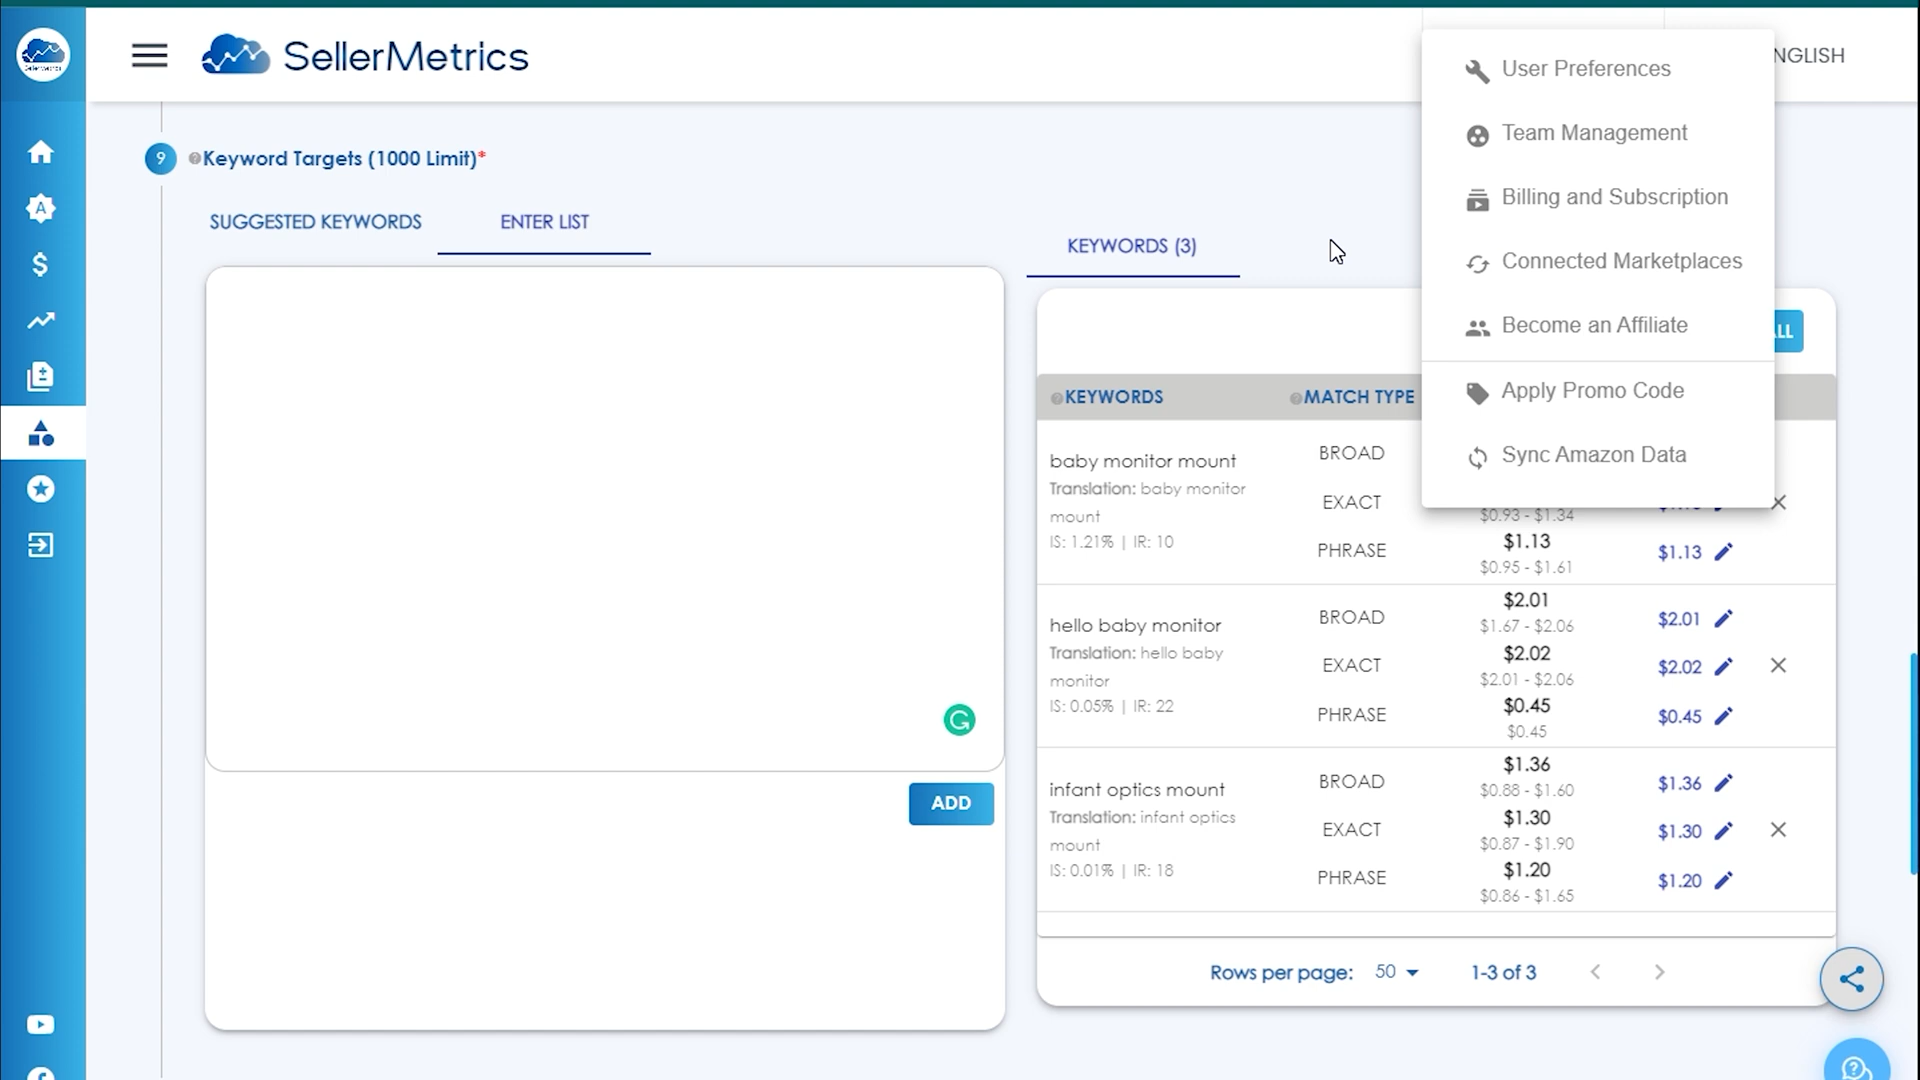 SellerMetrics
NGLISH
User Preferences
Team Management
Billing and Subscription
Connected Marketplaces
Become an Affiliate
Apply Promo Code
Sync Amazon Data
9
Keyword Targets (1000 Limit)*
SUGGESTED KEYWORDS
ENTER LIST
ADD
KEYWORDS (3)
LL
KEYWORDS
MATCH TYPE
baby monitor mount
Translation: baby monitor
mount
IS: 1.21% | IR: 10
BROAD
EXACT
$0.93 - $1.34
PHRASE
$1.13
$0.95 - $1.61
$1.13
hello baby monitor
Translation: hello baby
monitor
IS: 0.05% | IR: 22
BROAD
$2.01
$1.67 - $2.06
$2.01
EXACT
$2.02
$2.01 - $2.06
$2.02
PHRASE
$0.45
$0.45
$0.45
infant optics mount
Translation: infant optics
mount
IS: 0.01% | IR: 18
BROAD
$1.36
$0.88 - $1.60
$1.36
EXACT
$1.30
$0.87 - $1.90
$1.30
PHRASE
$1.20
$0.86 - $1.65
$1.20
Rows per page: 50
1-3 of 3